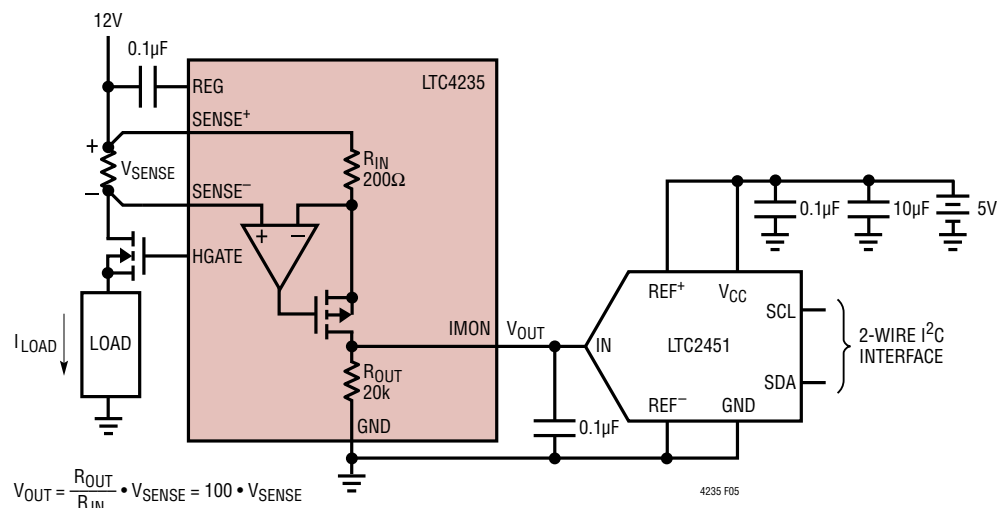 12V
0.1µF
REG
LTC4235
SENSE+
+
VSENSE
–
RIN
200Ω
SENSE–
+ –
HGATE
ILOAD
LOAD
IMON
VOUT
ROUT
20k
GND
0.1µF
0.1µF
10µF
5V
REF+
VCC
SCL
IN
LTC2451
2-WIRE I2C
INTERFACE
SDA
REF–
GND
VOUT = ROUT/RIN • VSENSE = 100 • VSENSE
4235 F05